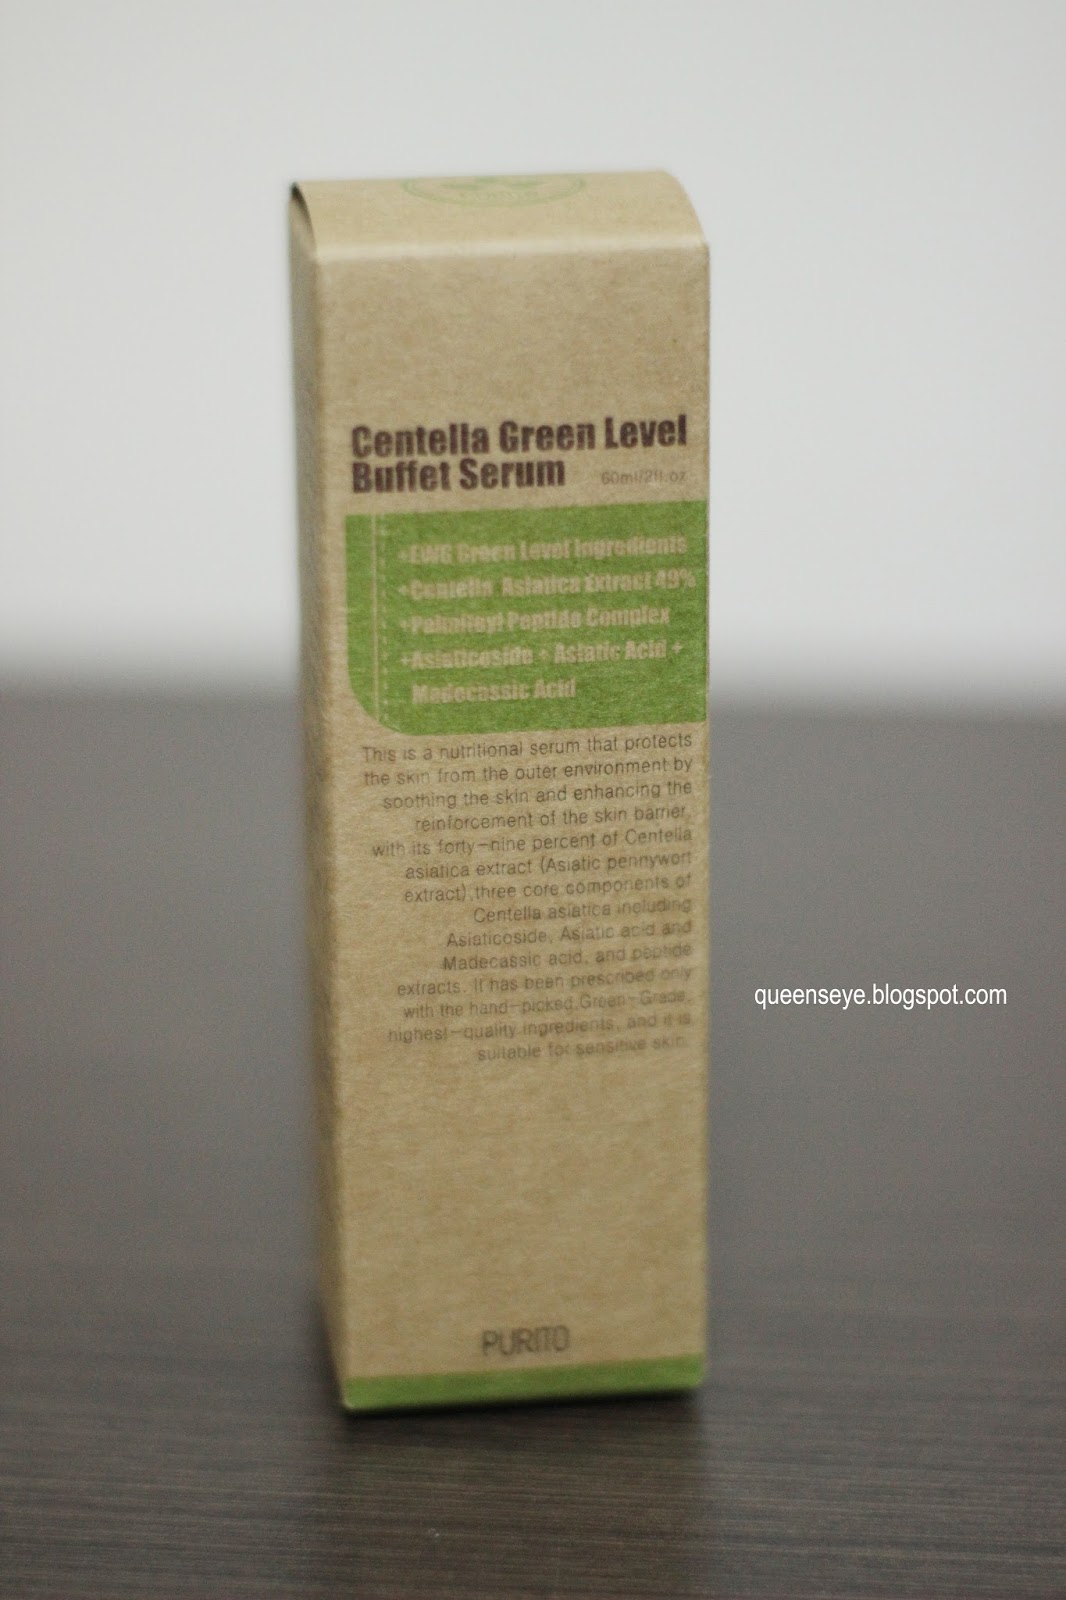 Centella Green Level
Buffet Serum 60ml/2fl.oz
+EWG Green Level Ingredients
+Centella Asiatica Extract 49%
+Palmitoyl Peptide Complex
+Asiaticoside + Asiatic Acid +
Madecassic Acid
This is a nutritional serum that protects
the skin from the outer environment by
soothing the skin and enhancing the
reinforcement of the skin barrier,
with its forty-nine percent of Centella
asiatica extract (Asiatic pennywort
extract),three core components of
Centella asiatica including
Asiaticoside, Asiatic acid and
Madecassic acid, and peptide
extracts. It has been prescribed only
with the hand-picked,Green-Grade,
highest-quality ingredients, and it is
suitable for sensitive skin.
PURITO
queenseye.blogspot.com